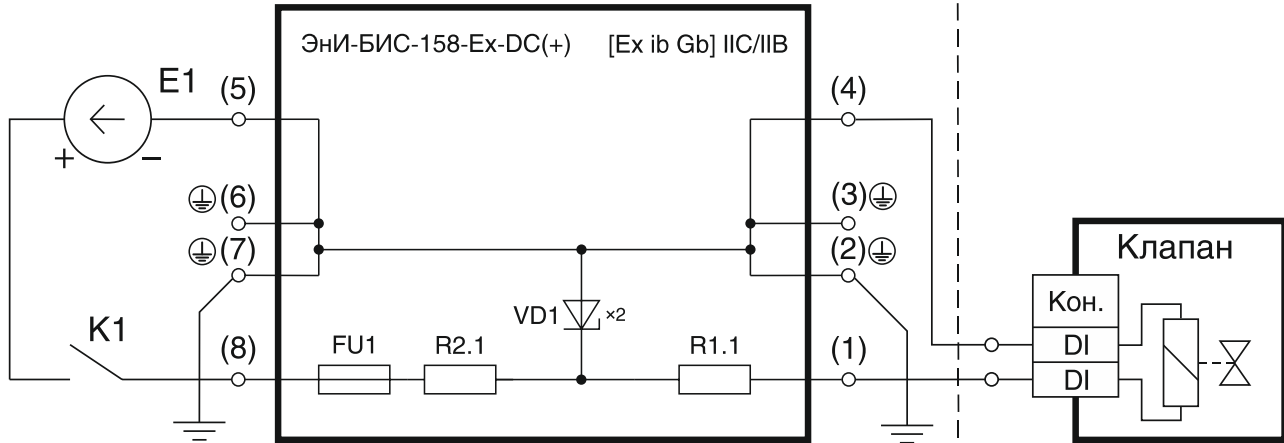 ЭнИ-БИС-158-Ex-DC(+) [Ex ib Gb] IIC/IIB
E1
(5)
(4)
+
−
(6)
(3)
(7)
(2)
Клапан
Кон.
VD1 ×2
K1
(8)
FU1
R2.1
R1.1
(1)
DI
DI